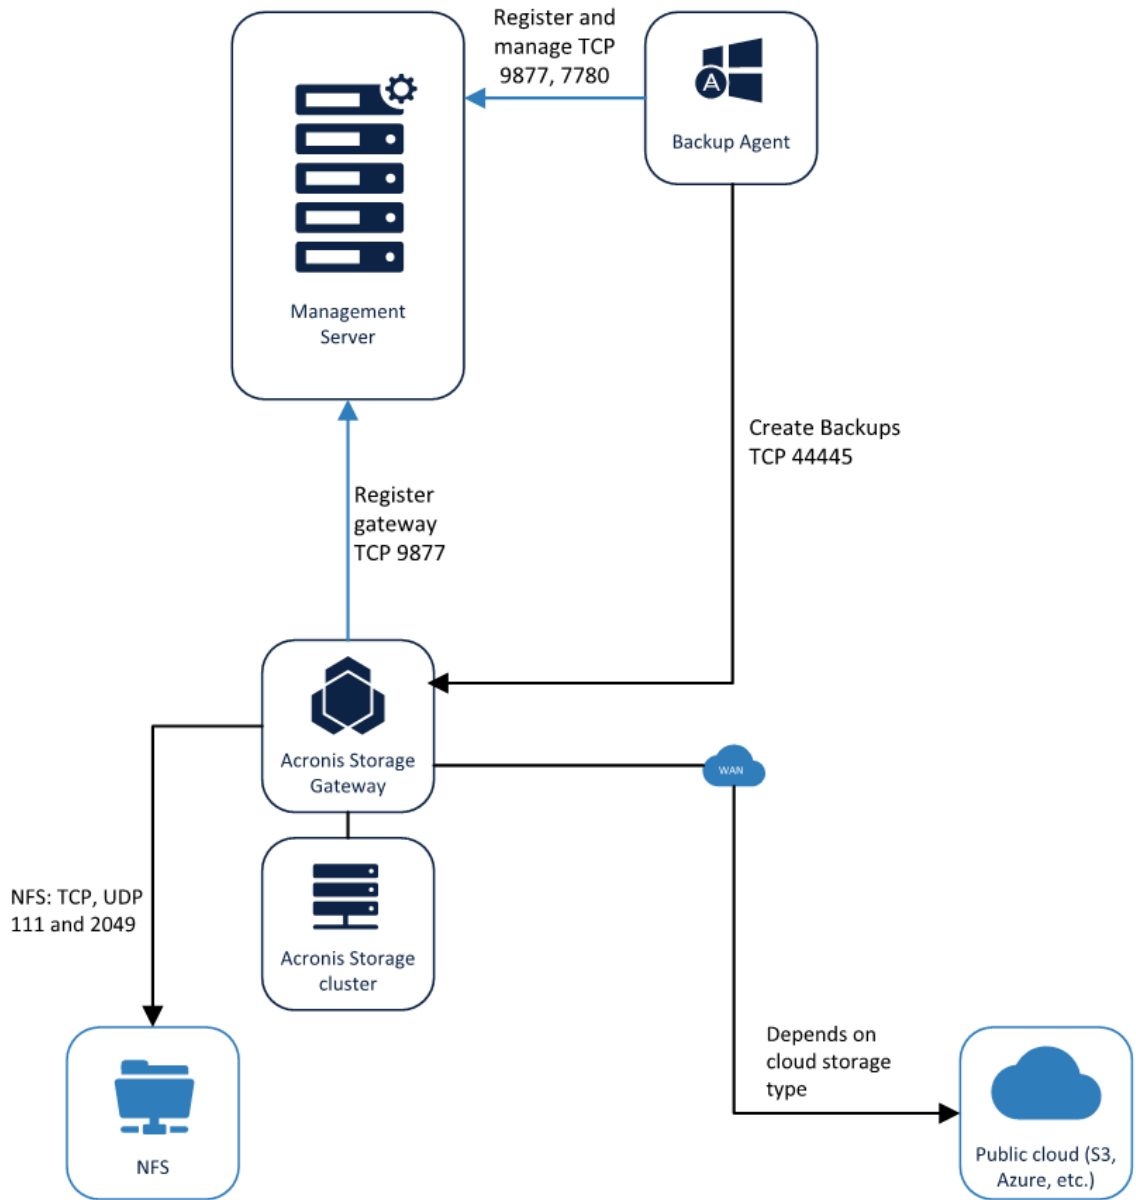 Register and
manage TCP
9877, 7780
Backup Agent
Management
Server
Create Backups
TCP 44445
Register
gateway
TCP 9877
Acronis Storage
Gateway
WAN
NFS: TCP, UDP
111 and 2049
Acronis Storage
cluster
Depends on
cloud storage
type
NFS
Public cloud (S3,
Azure, etc.)